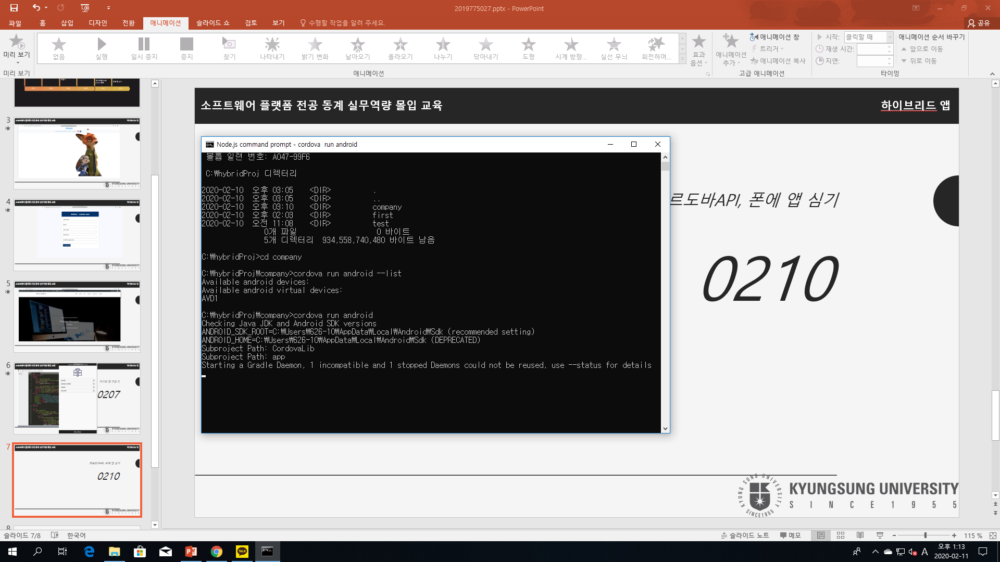 2019775027.pptx - PowerPoint
파일 홈 삽입 디자인 전환 애니메이션 슬라이드 쇼 검토 보기 수행할 작업을 알려 주세요. 공유
미리 보기
없음 실행 일시 중지 중지 찾기 나타내기 밝기 변화 날아오기 올라오기 나누기 닦아내기 도형 시계 방향... 실선 무늬 회전하며...
효과 옵션
애니메이션 추가
애니메이션 창
트리거
애니메이션 복사
시작: 클릭할 때
재생 시간:
지연:
애니메이션 순서 바꾸기
앞으로 이동
뒤로 이동
미리 보기 애니메이션 고급 애니메이션 타이밍
3
4
5
6
0207
7
0210
8
소프트웨어 플랫폼 전공 동계 실무역량 몰입 교육 하이브리드 앱
Node.js command prompt - cordova  run android
볼륨 일련 번호: A047-99F6
C:\hybridProj 디렉터리
2020-02-10  오후 03:05    <DIR>          .
2020-02-10  오후 03:05    <DIR>          ..
2020-02-10  오후 03:10    <DIR>          company
2020-02-10  오후 02:03    <DIR>          first
2020-02-10  오전 11:08    <DIR>          test
0개 파일                   0 바이트
5개 디렉터리  934,558,740,480 바이트 남음
C:\hybridProj>cd company
C:\hybridProj\company>cordova run android --list
Available android devices:
Available android virtual devices:
AVD1
C:\hybridProj\company>cordova run android
Checking Java JDK and Android SDK versions
ANDROID_SDK_ROOT=C:\Users\626-10\AppData\Local\Android\Sdk (recommended setting)
ANDROID_HOME=C:\Users\626-10\AppData\Local\Android\Sdk (DEPRECATED)
Subproject Path: CordovaLib
Subproject Path: app
Starting a Gradle Daemon, 1 incompatible and 1 stopped Daemons could not be reused, use --status for details
르도바API, 폰에 앱 심기
0210
KYUNGSUNG UNIVERSITY
SINCE1955
KYUNG SUNG UNIVERSITY
SINCE1955
슬라이드 7/8 한국어 슬라이드 노트 메모 115 %
TALK
A 오후 1:13
2020-02-11